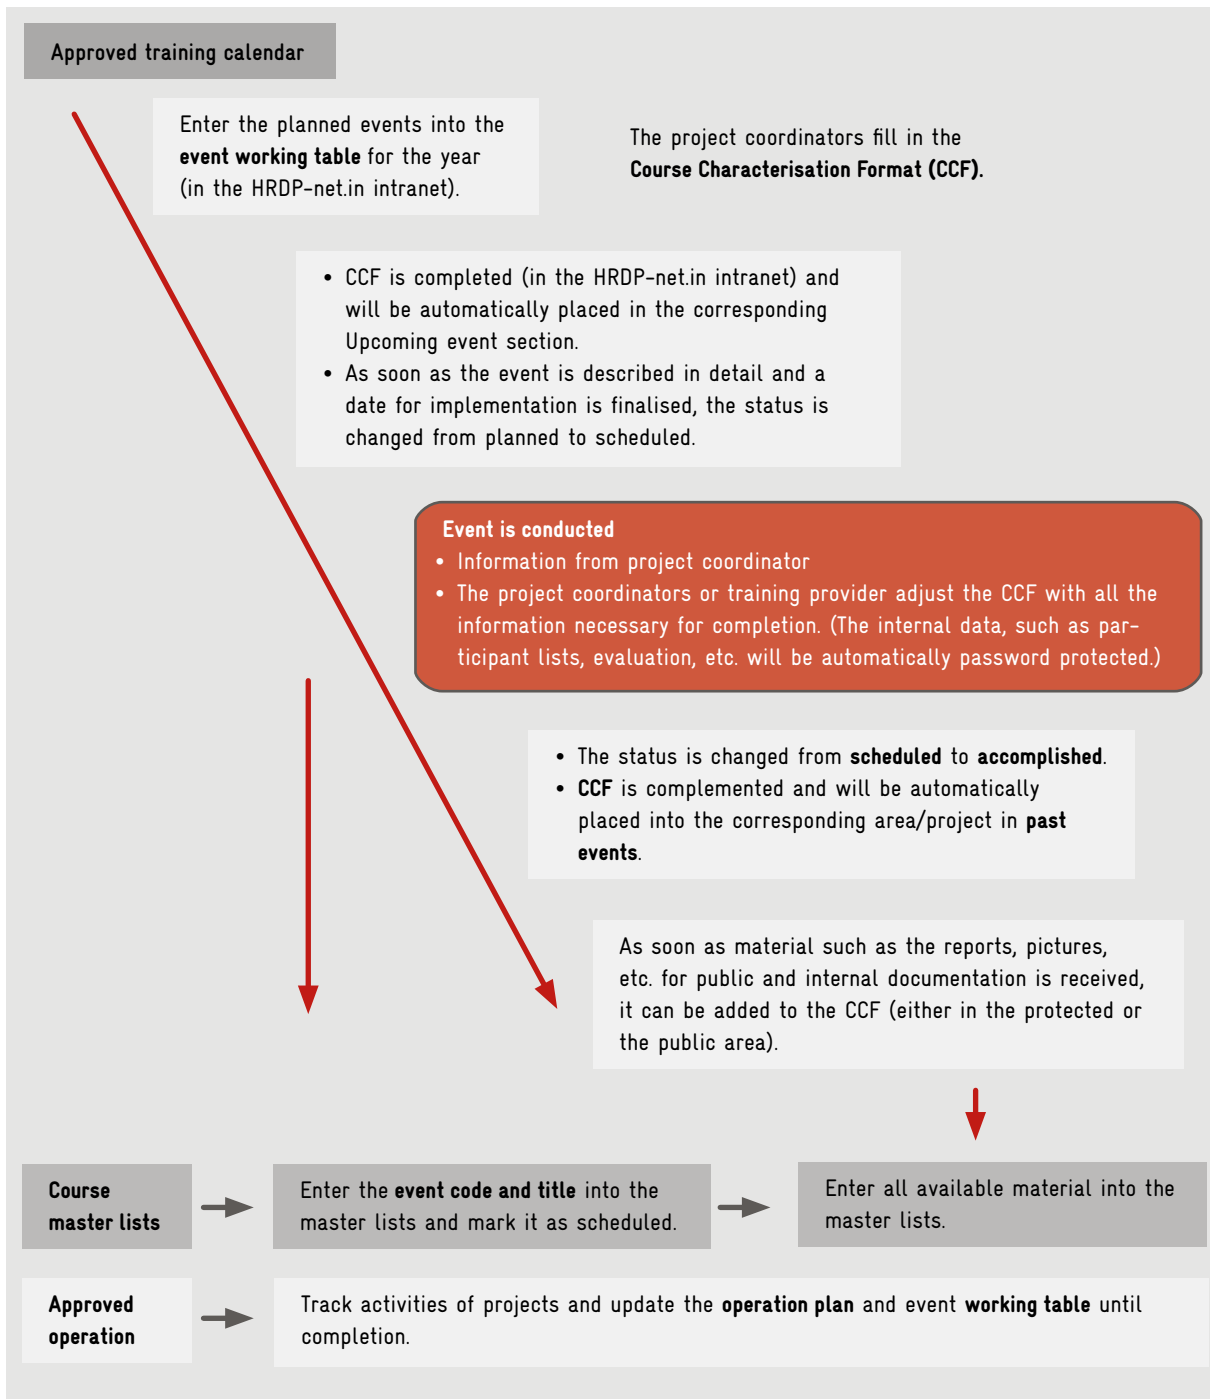 Approved training calendar
Enter the planned events into the
event working table for the year
(in the HRDP-net.in intranet).
The project coordinators fill in the
Course Characterisation Format (CCF).
• CCF is completed (in the HRDP-net.in intranet) and
will be automatically placed in the corresponding
Upcoming event section.
• As soon as the event is described in detail and a
date for implementation is finalised, the status is
changed from planned to scheduled.
Event is conducted
• Information from project coordinator
• The project coordinators or training provider adjust the CCF with all the
information necessary for completion. (The internal data, such as par-
ticipant lists, evaluation, etc. will be automatically password protected.)
• The status is changed from scheduled to accomplished.
• CCF is complemented and will be automatically
placed into the corresponding area/project in past
events.
As soon as material such as the reports, pictures,
etc. for public and internal documentation is received,
it can be added to the CCF (either in the protected or
the public area).
Course
master lists
Enter the event code and title into the
master lists and mark it as scheduled.
Enter all available material into the
master lists.
Approved
operation
Track activities of projects and update the operation plan and event working table until
completion.